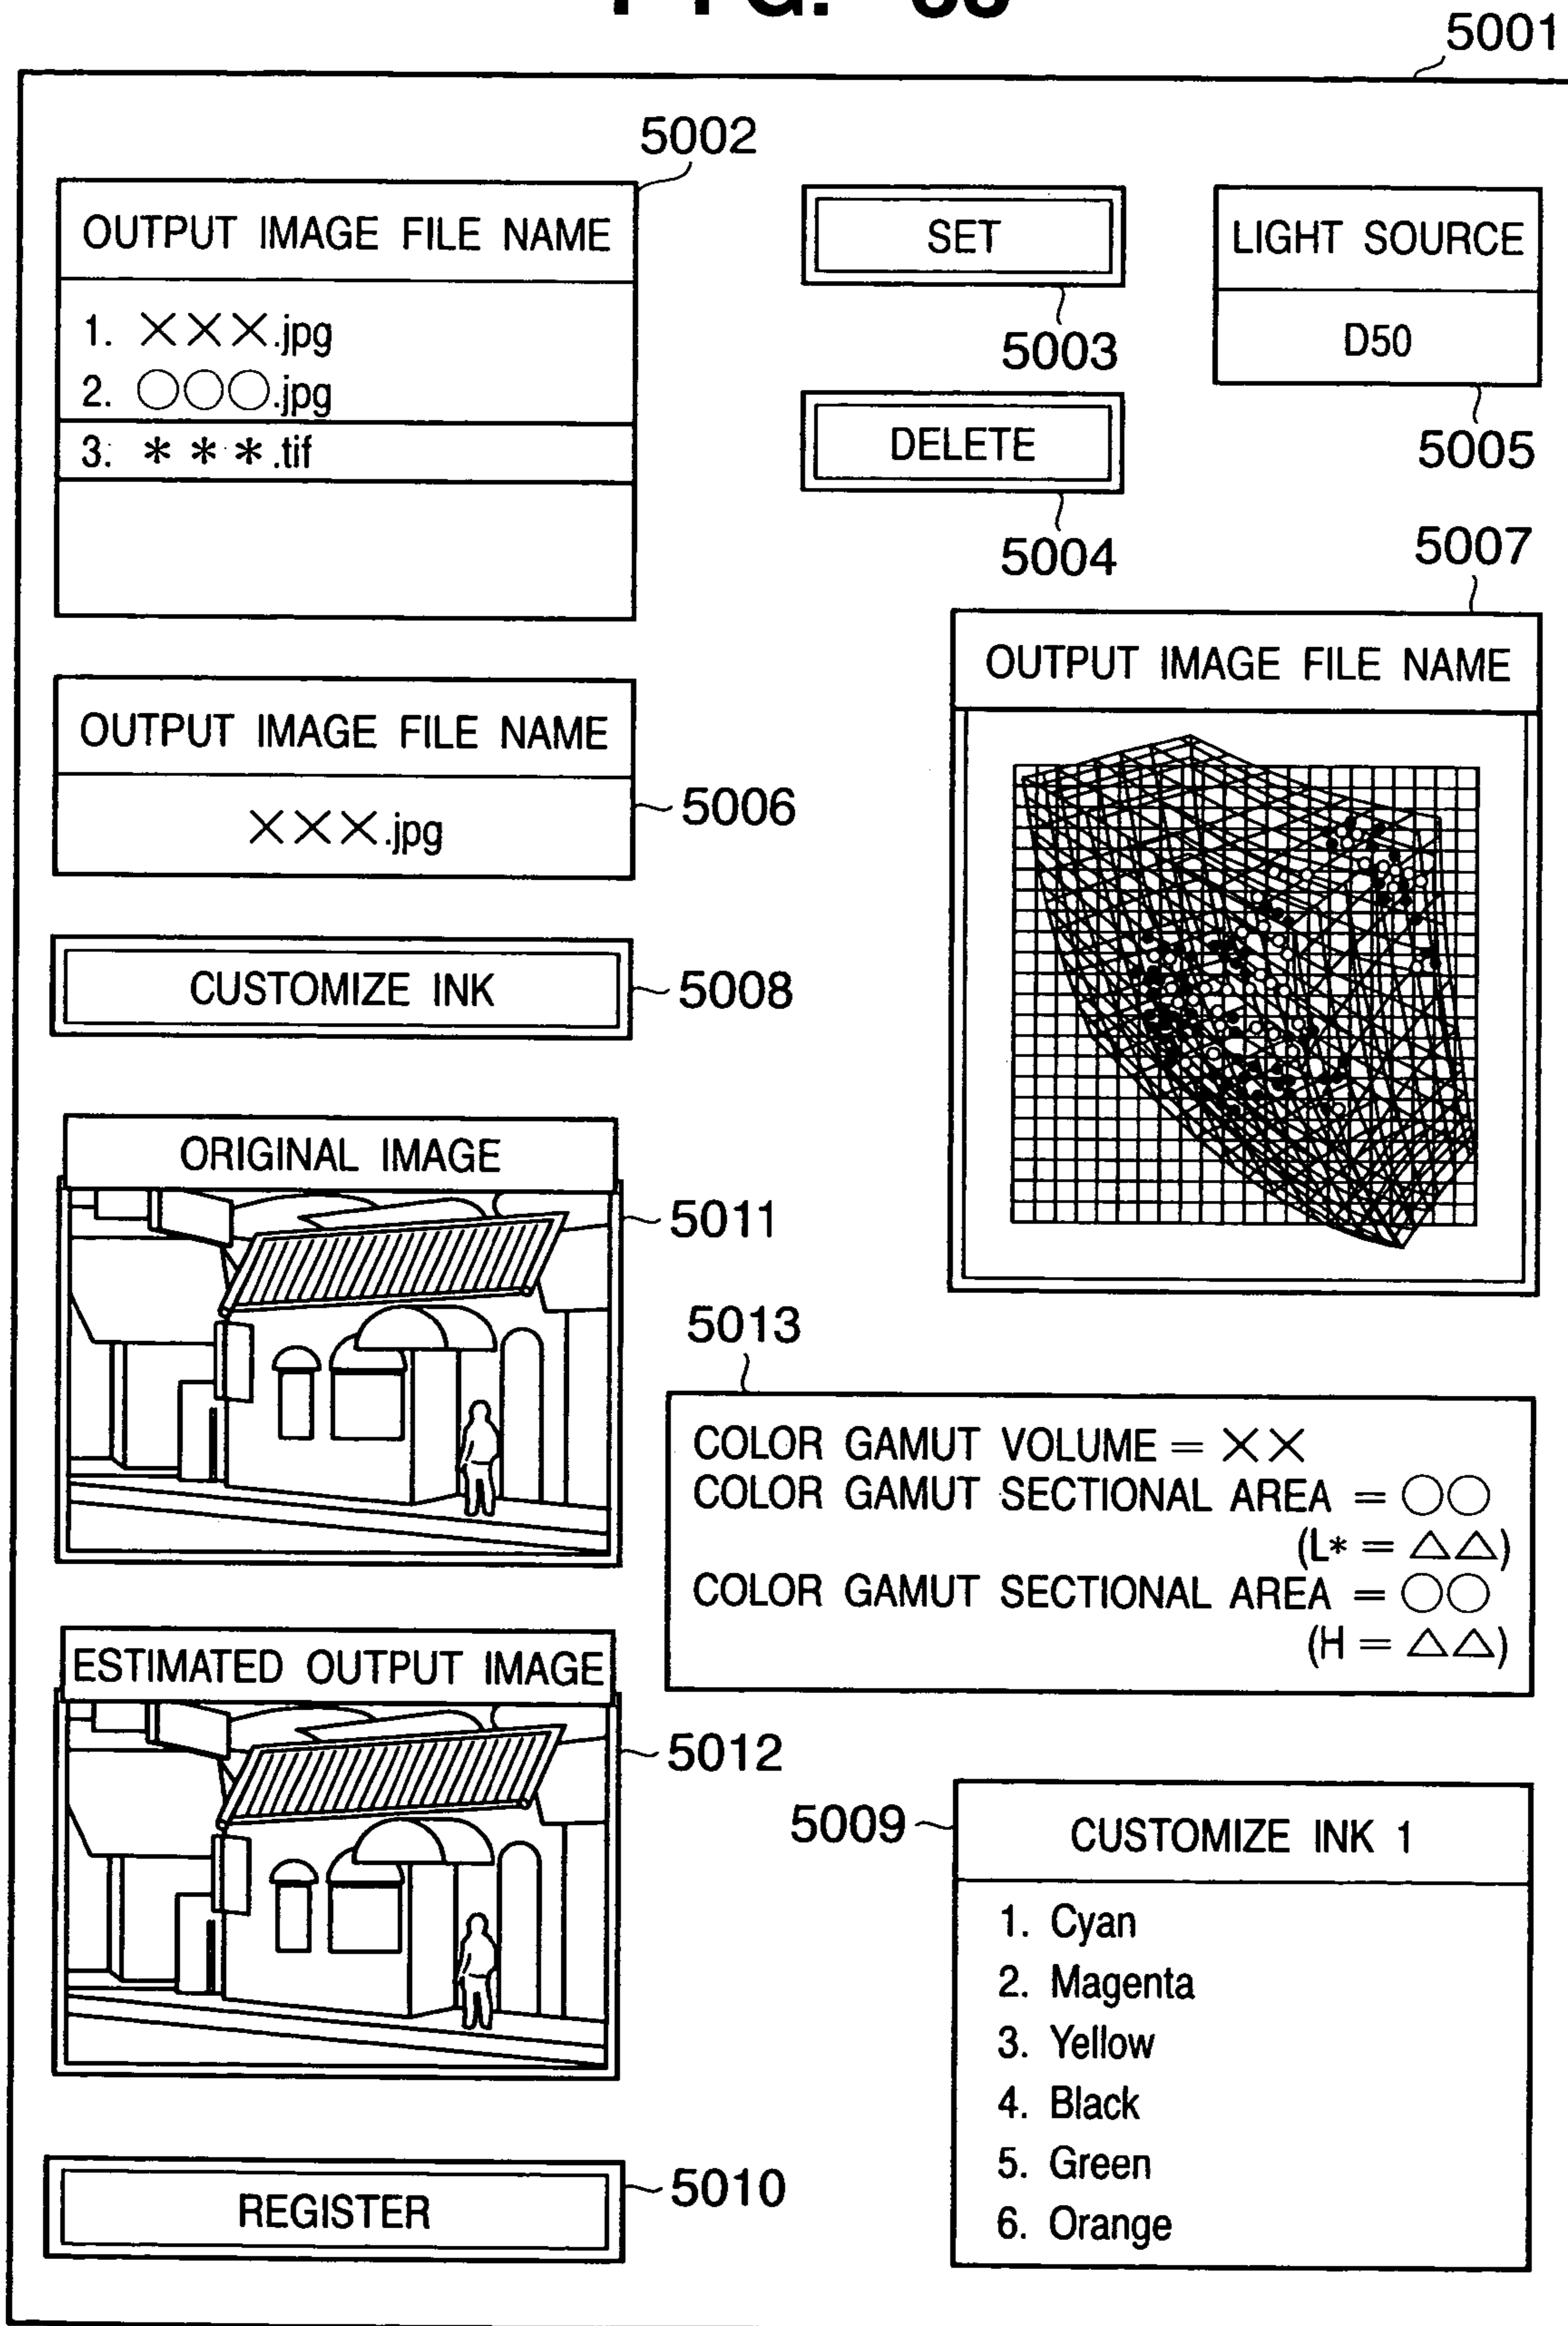 5001
5002
OUTPUT IMAGE FILE NAME
1. ×××.jpg
2. ○○○.jpg
3. ***.tif
SET
5003
DELETE
5004
LIGHT SOURCE
D50
5005
5007
OUTPUT IMAGE FILE NAME
OUTPUT IMAGE FILE NAME
×××.jpg
5006
CUSTOMIZE INK
5008
ORIGINAL IMAGE
5011
5013
COLOR GAMUT VOLUME = ××
COLOR GAMUT SECTIONAL AREA = ○○
(L* = △△)
COLOR GAMUT SECTIONAL AREA = ○○
(H = △△)
ESTIMATED OUTPUT IMAGE
5012
5009
CUSTOMIZE INK 1
1. Cyan
2. Magenta
3. Yellow
4. Black
5. Green
6. Orange
REGISTER
5010